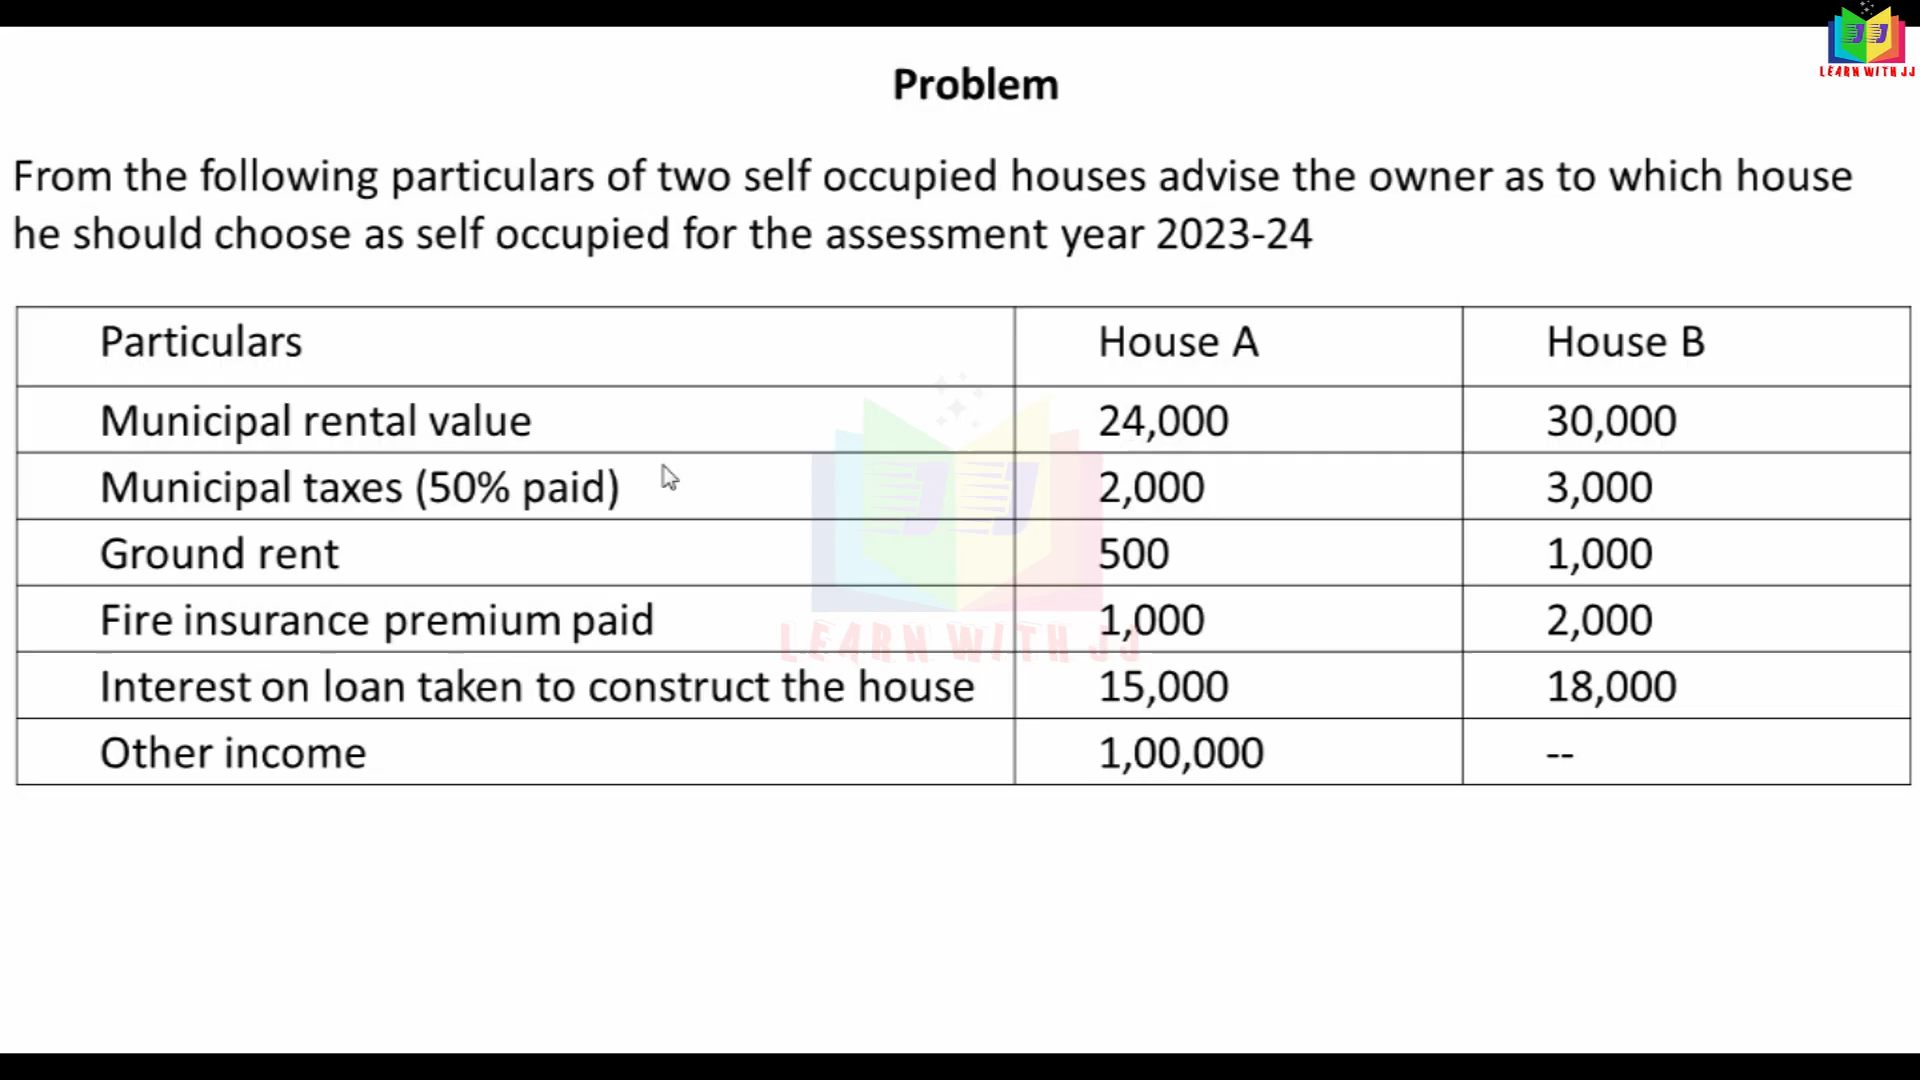 LEARN WITH JJ
Problem
From the following particulars of two self occupied houses advise the owner as to which house
he should choose as self occupied for the assessment year 2023-24
Particulars House A House B
Municipal rental value 24,000 30,000
Municipal taxes (50% paid) 2,000 3,000
Ground rent 500 1,000
Fire insurance premium paid 1,000 2,000
LEARN WITH JJ
Interest on loan taken to construct the house 15,000 18,000
Other income 1,00,000 --